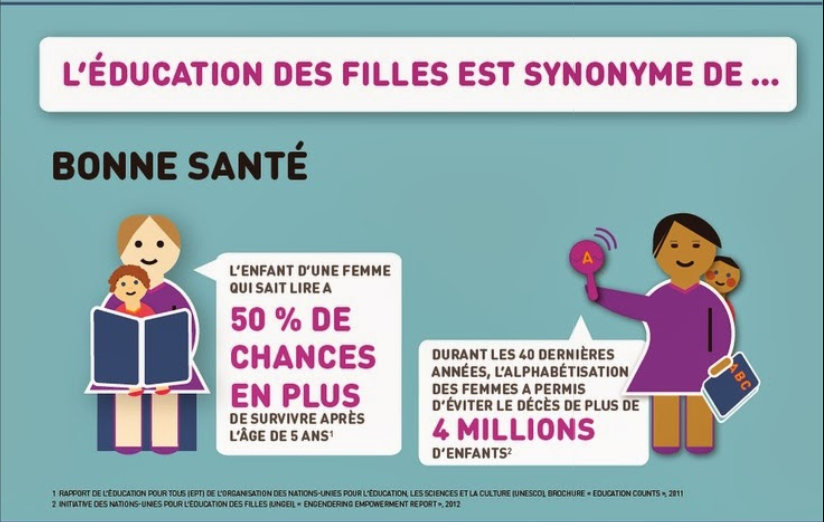 L'ÉDUCATION DES FILLES EST SYNONYME DE ...
BONNE SANTÉ
L'ENFANT D'UNE FEMME
QUI SAIT LIRE A
50 % DE
CHANCES
EN PLUS
DE SURVIVRE APRÈS
L'ÂGE DE 5 ANS¹
A
DURANT LES 40 DERNIÈRES
ANNÉES, L'ALPHABÉTISATION
DES FEMMES A PERMIS
D'ÉVITER LE DÉCÈS DE PLUS DE
4 MILLIONS
D'ENFANTS²
ABC
1 RAPPORT DE L'ÉDUCATION POUR TOUS (EPT) DE L'ORGANISATION DES NATIONS-UNIES POUR L'ÉDUCATION, LES SCIENCES ET LA CULTURE (UNESCO), BROCHURE « EDUCATION COUNTS », 2011
2 INITIATIVE DES NATIONS-UNIES POUR L'ÉDUCATION DES FILLES (UNGEI), « ENGENDERING EMPOWERMENT REPORT », 2012